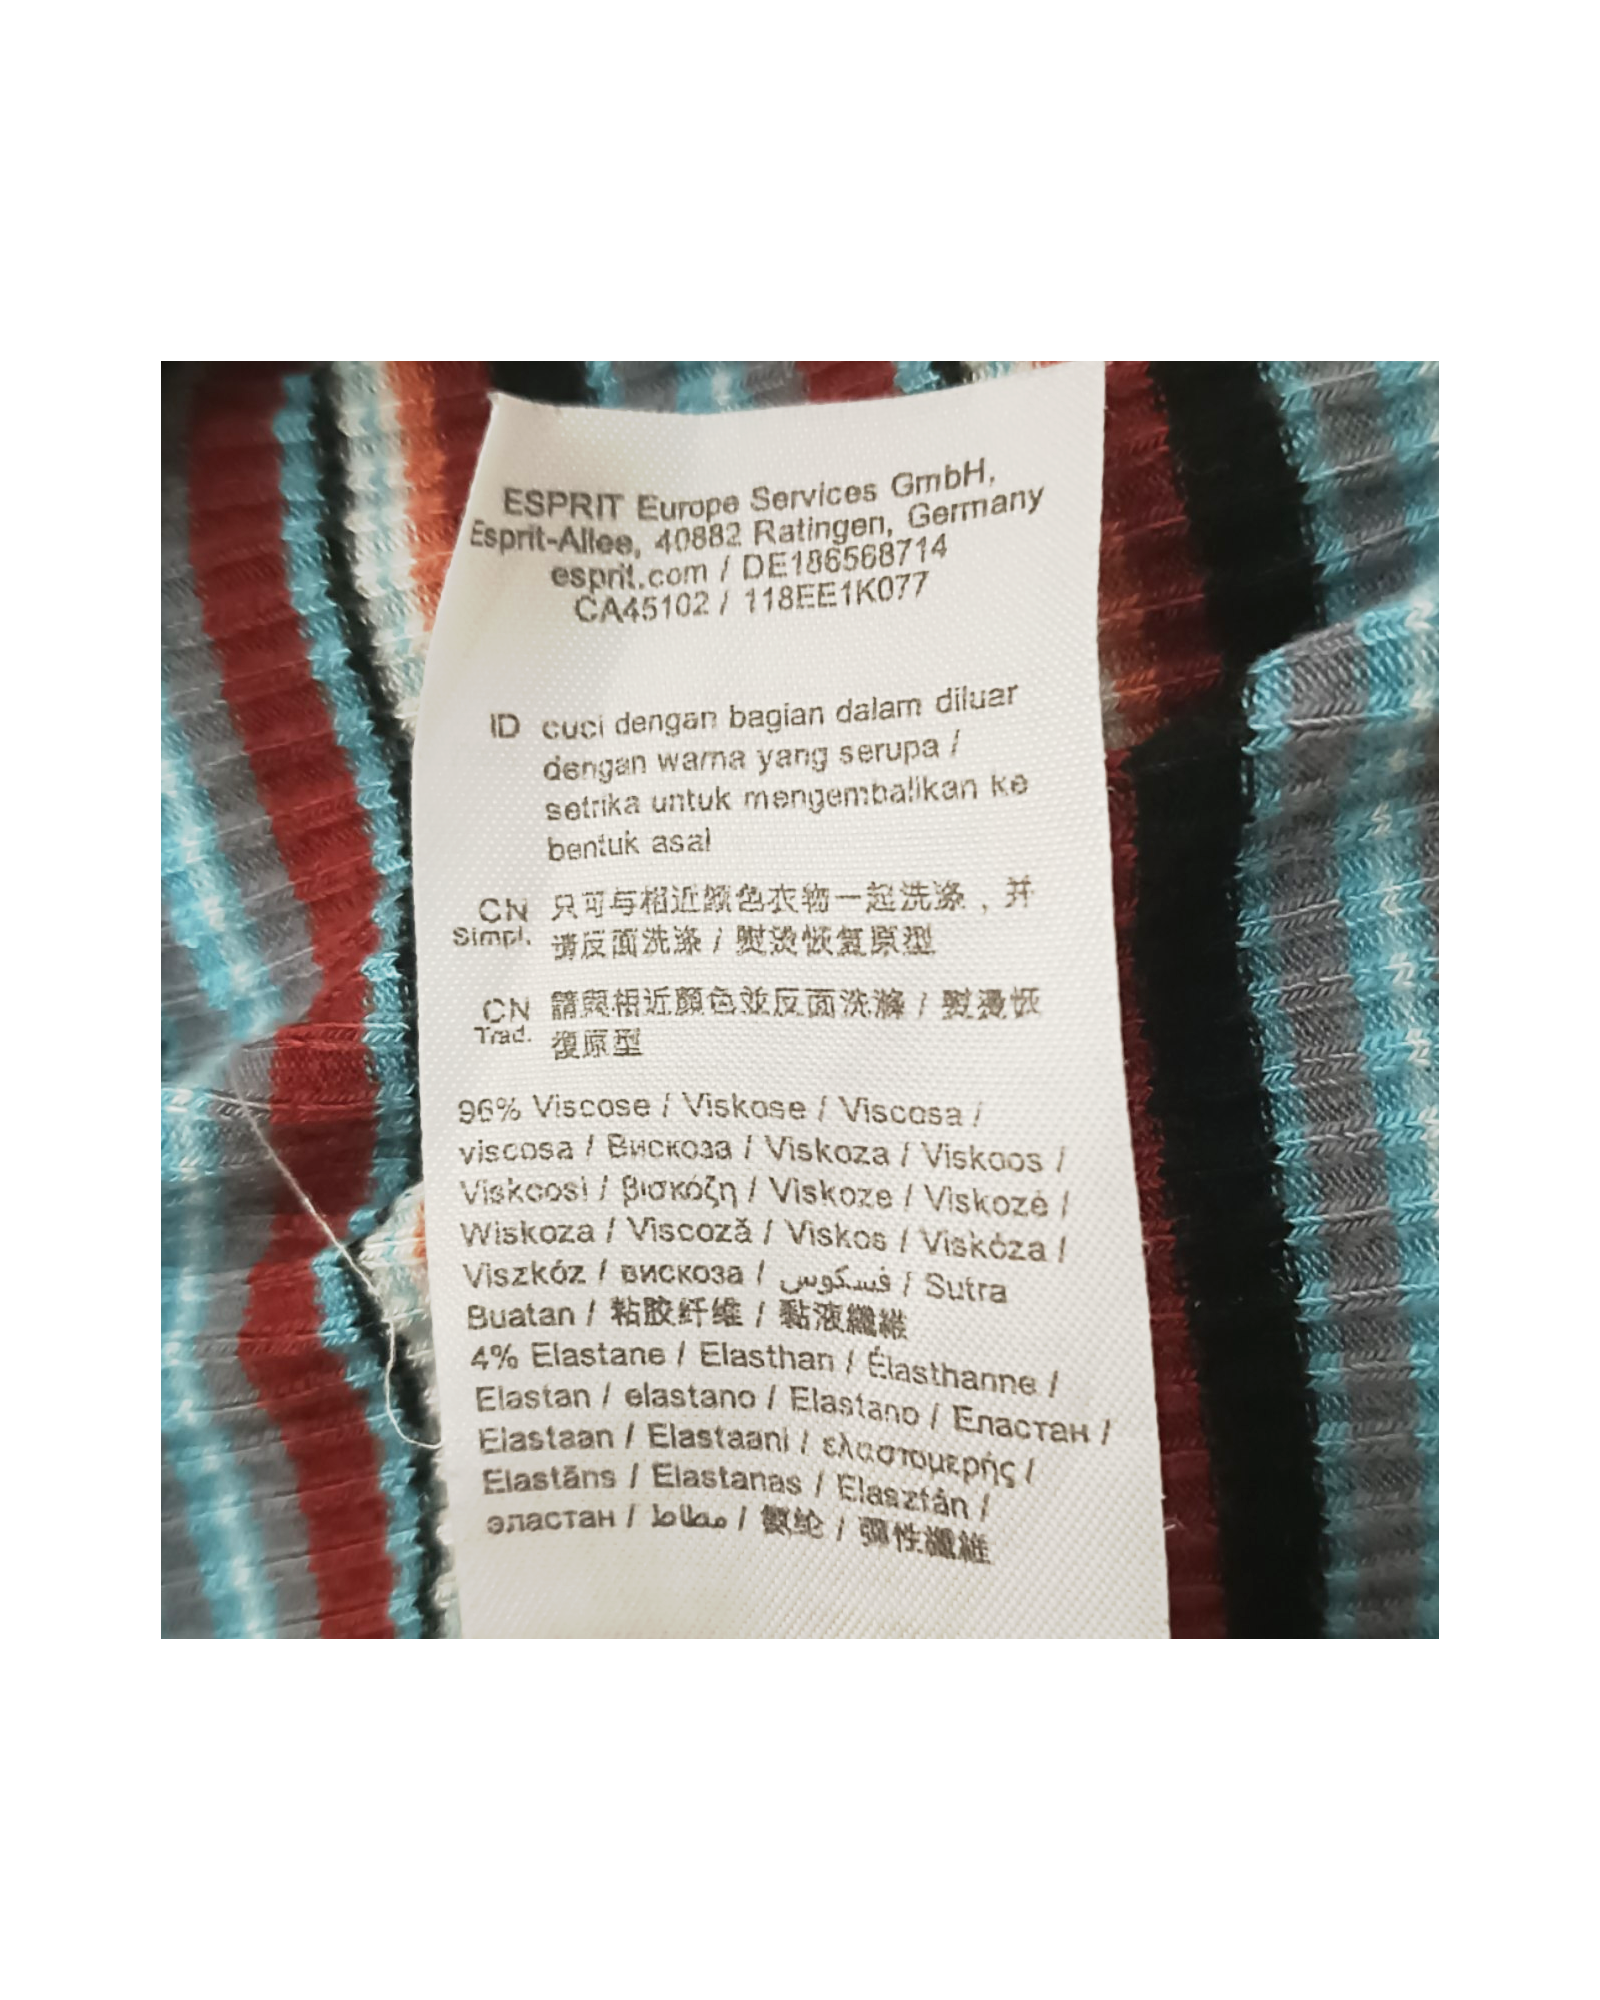 ESPRIT Europe Services GmbH,
Esprit-Allee, 40882 Ratingen, Germany
esprit.com / DE186568714
CA45102 / 118EE1K077
ID cuci dengan bagian dalam diluar
dengan warna yang serupa /
setrika untuk mengembalikan ke
bentuk asal
CN 只可与相近颜色衣物一起洗涤，并
Simpl. 请反面洗涤 / 熨烫恢复原型
CN 請與相近顏色並反面洗滌 / 熨燙恢
Trad. 復原型
96% Viscose / Viskose / Viscosa /
viscosa / Вискоза / Viskoza / Viskoos /
Viskoosi / βισκόζη / Viskoze / Viskozė /
Wiskoza / Viscoză / Viskos / Viskóza /
Viszkóz / вискоза / فسكوس / Sutra
Buatan / 粘胶纤维 / 黏液纖維
4% Elastane / Elasthan / Élasthanne /
Elastan / elastano / Elastano / Еластан /
Elastaan / Elastaani / ελαστομερής /
Elastāns / Elastanas / Elasztán /
эластан / مطاط / 氨纶 / 彈性纖維